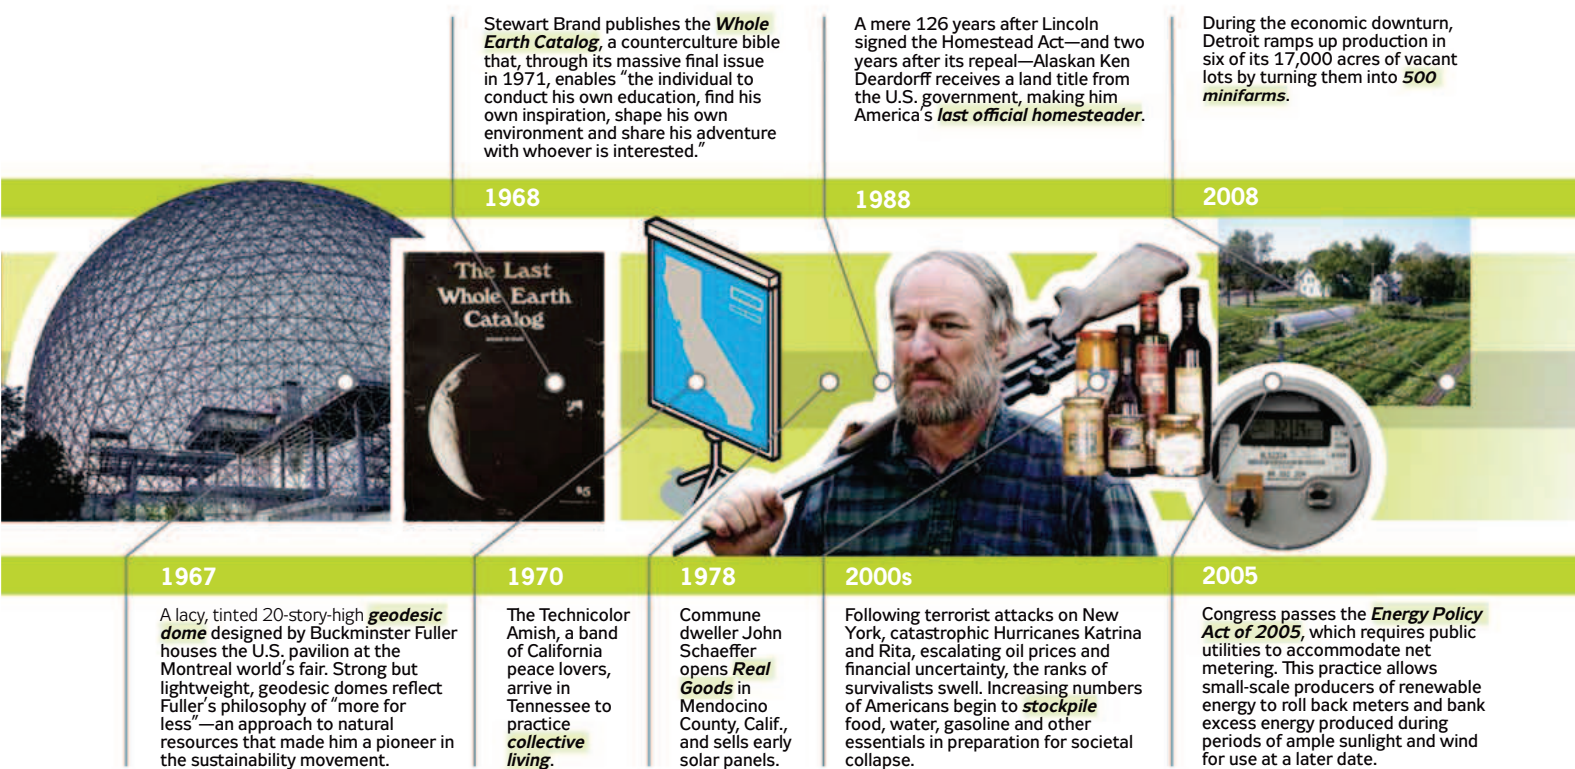 Stewart Brand publishes the Whole
Earth Catalog, a counterculture bible
that, through its massive final issue
in 1971, enables “the individual to
conduct his own education, find his
own inspiration, shape his own
environment and share his adventure
with whoever is interested.”
1968
A mere 126 years after Lincoln
signed the Homestead Act—and two
years after its repeal—Alaskan Ken
Deardorff receives a land title from
the U.S. government, making him
America’s last official homesteader.
1988
During the economic downturn,
Detroit ramps up production in
six of its 17,000 acres of vacant
lots by turning them into 500
minifarms.
2008
The Last
Whole Earth
Catalog
$5
1967
A lacy, tinted 20-story-high geodesic
dome designed by Buckminster Fuller
houses the U.S. pavilion at the
Montreal world’s fair. Strong but
lightweight, geodesic domes reflect
Fuller’s philosophy of “more for
less”—an approach to natural
resources that made him a pioneer in
the sustainability movement.
1970
The Technicolor
Amish, a band
of California
peace lovers,
arrive in
Tennessee to
practice
collective
living.
1978
Commune
dweller John
Schaeffer
opens Real
Goods in
Mendocino
County, Calif.,
and sells early
solar panels.
2000s
Following terrorist attacks on New
York, catastrophic Hurricanes Katrina
and Rita, escalating oil prices and
financial uncertainty, the ranks of
survivalists swell. Increasing numbers
of Americans begin to stockpile
food, water, gasoline and other
essentials in preparation for societal
collapse.
2005
Congress passes the Energy Policy
Act of 2005, which requires public
utilities to accommodate net
metering. This practice allows
small-scale producers of renewable
energy to roll back meters and bank
excess energy produced during
periods of ample sunlight and wind
for use at a later date.